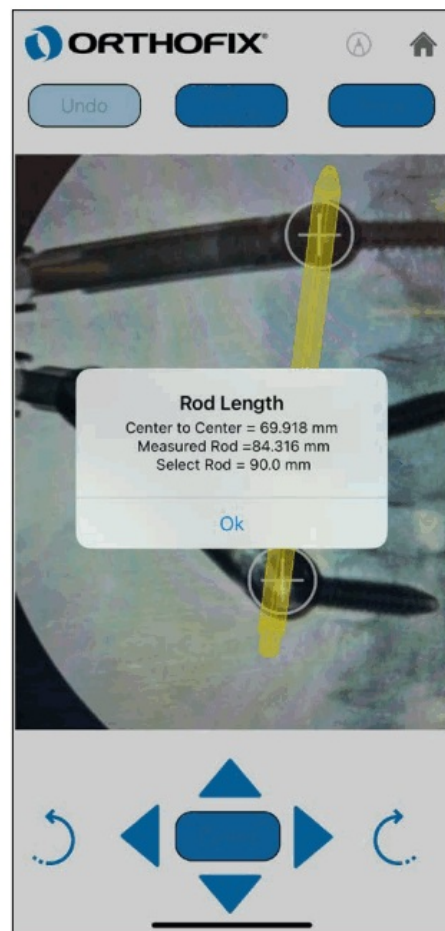 ORTHOFIX®
Undo
Rod Length
Center to Center = 69.918 mm
Measured Rod =84.316 mm
Select Rod = 90.0 mm
Ok